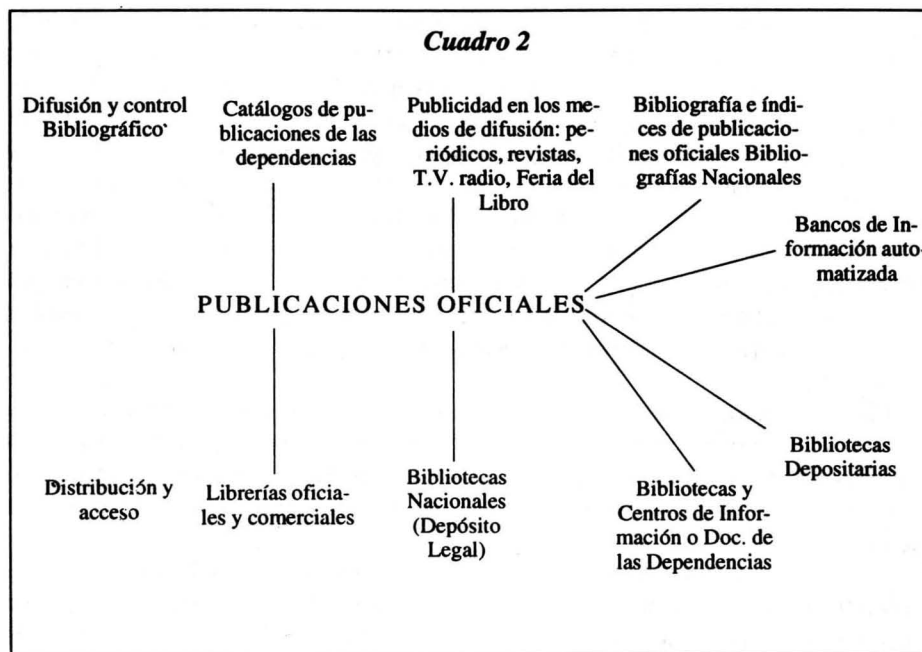 Cuadro 2
Difusión y control
Bibliográfico
Catálogos de pu-
blicaciones de las
dependencias
Publicidad en los me-
dios de difusión: pe-
riódicos, revistas,
T.V. radio, Feria del
Libro
Bibliografía e índi-
ices de publicacio-
nes oficiales Biblio-
grafías Nacionales
Bancos de In-
formación auto-
matizada
PUBLICACIONES OFICIALES
Distribución y
acceso
Librerías oficia-
les y comerciales
Bibliotecas
Nacionales
(Depósito
Legal)
Bibliotecas y
Centros de Infor-
mación o Doc. de
las Dependencias
Bibliotecas
Depositarias